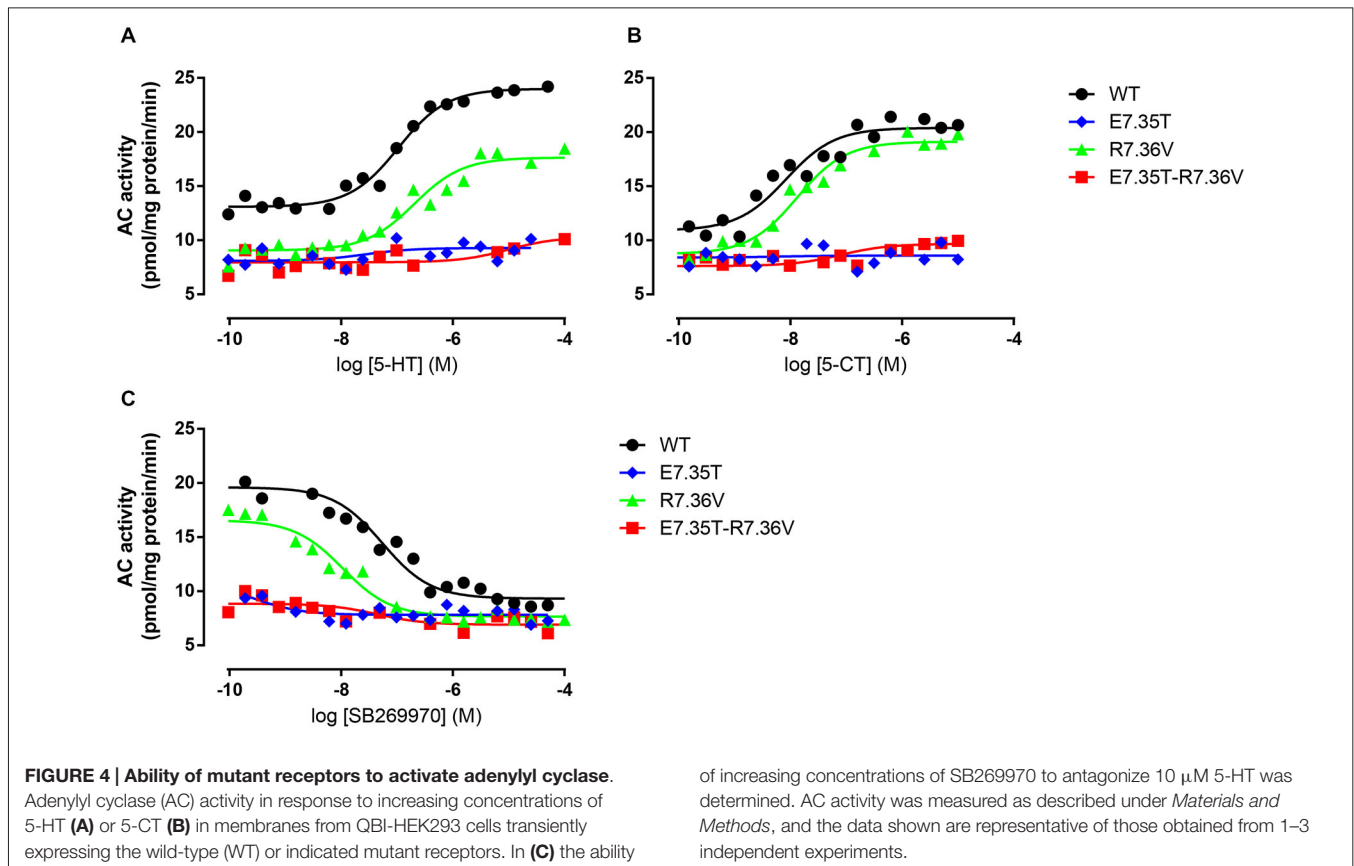 A
AC activity
(pmol/mg protein/min)
25
20
15
10
5
-10
-8
-6
-4
log [5-HT] (M)
B
25
20
15
10
5
-10
-8
-6
-4
log [5-CT] (M)
WT
E7.35T
R7.36V
E7.35T-R7.36V
C
AC activity
(pmol/mg protein/min)
25
20
15
10
5
-10
-8
-6
-4
log [SB269970] (M)
WT
E7.35T
R7.36V
E7.35T-R7.36V
FIGURE 4 | Ability of mutant receptors to activate adenylyl cyclase.
Adenylyl cyclase (AC) activity in response to increasing concentrations of
5-HT (A) or 5-CT (B) in membranes from QBI-HEK293 cells transiently
expressing the wild-type (WT) or indicated mutant receptors. In (C) the ability
of increasing concentrations of SB269970 to antagonize 10 μM 5-HT was
determined. AC activity was measured as described under Materials and
Methods, and the data shown are representative of those obtained from 1–3
independent experiments.